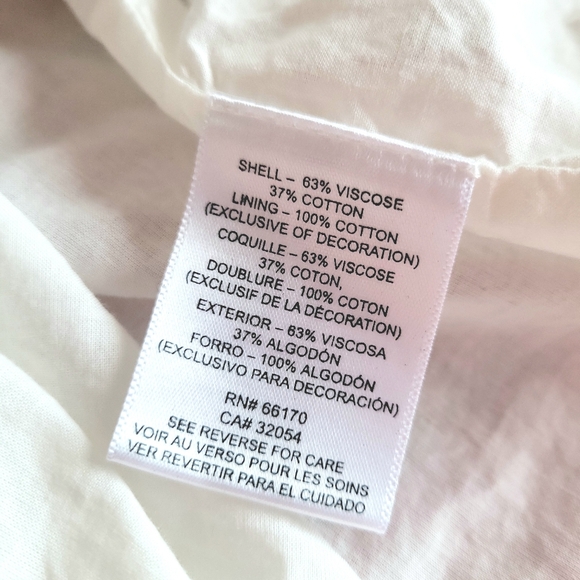 SHELL – 63% VISCOSE
37% COTTON
LINING – 100% COTTON
(EXCLUSIVE OF DECORATION)
COQUILLE – 63% VISCOSE
37% COTON,
DOUBLURE – 100% COTON
(EXCLUSIF DE LA DÉCORATION)
EXTERIOR – 63% VISCOSA
37% ALGODÓN
FORRO – 100% ALGODÓN
(EXCLUSIVO PARA DECORACIÓN)
RN# 66170
CA# 32054
SEE REVERSE FOR CARE
VOIR AU VERSO POUR LES SOINS
VER REVERTIR PARA EL CUIDADO